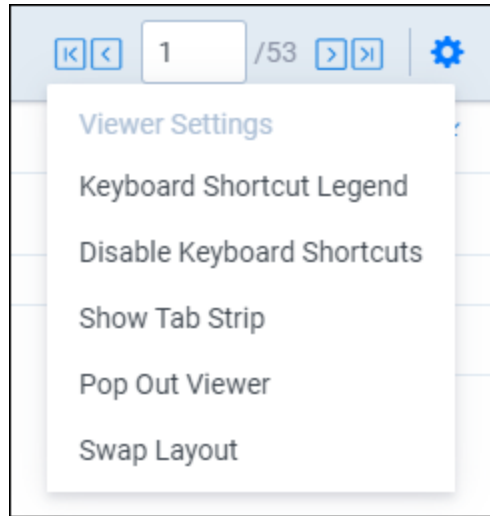 1 /53
Viewer Settings
Keyboard Shortcut Legend
Disable Keyboard Shortcuts
Show Tab Strip
Pop Out Viewer
Swap Layout